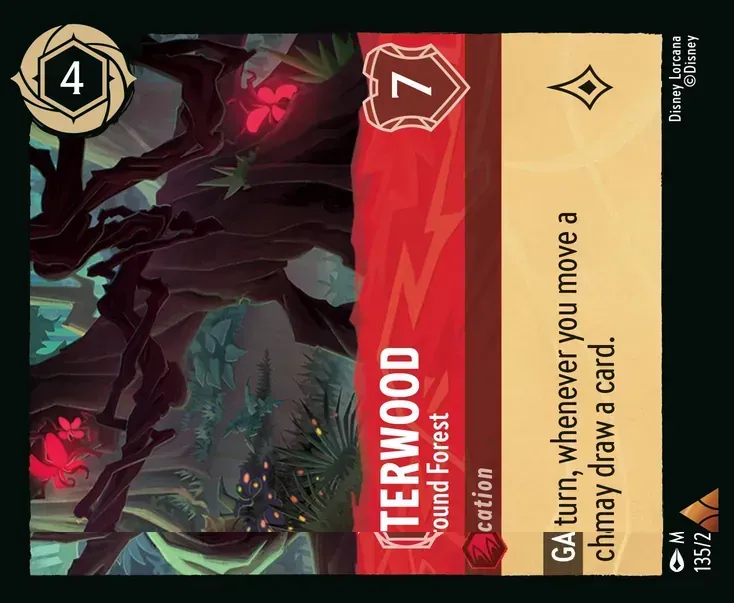 4
7
TERWOOD
ound Forest
cation
GA turn, whenever you move a
chmay draw a card.
M
135/2
Disney Lorcana
©Disney